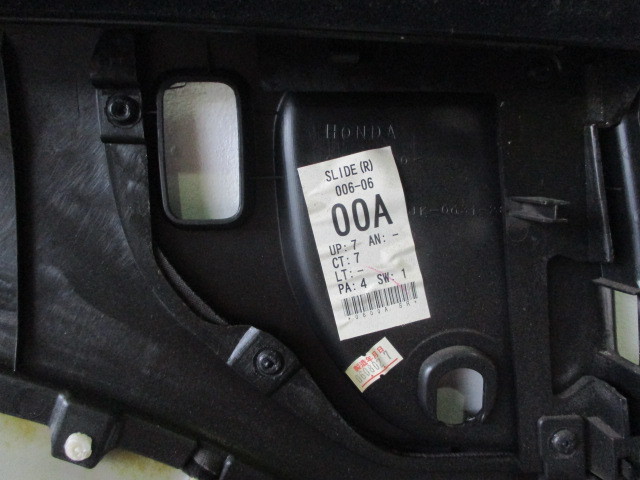 HONDA
SLIDE(R)
006-06
00A
UP:7 AN:-
CT:7
LT:-
PA:4 SW:1